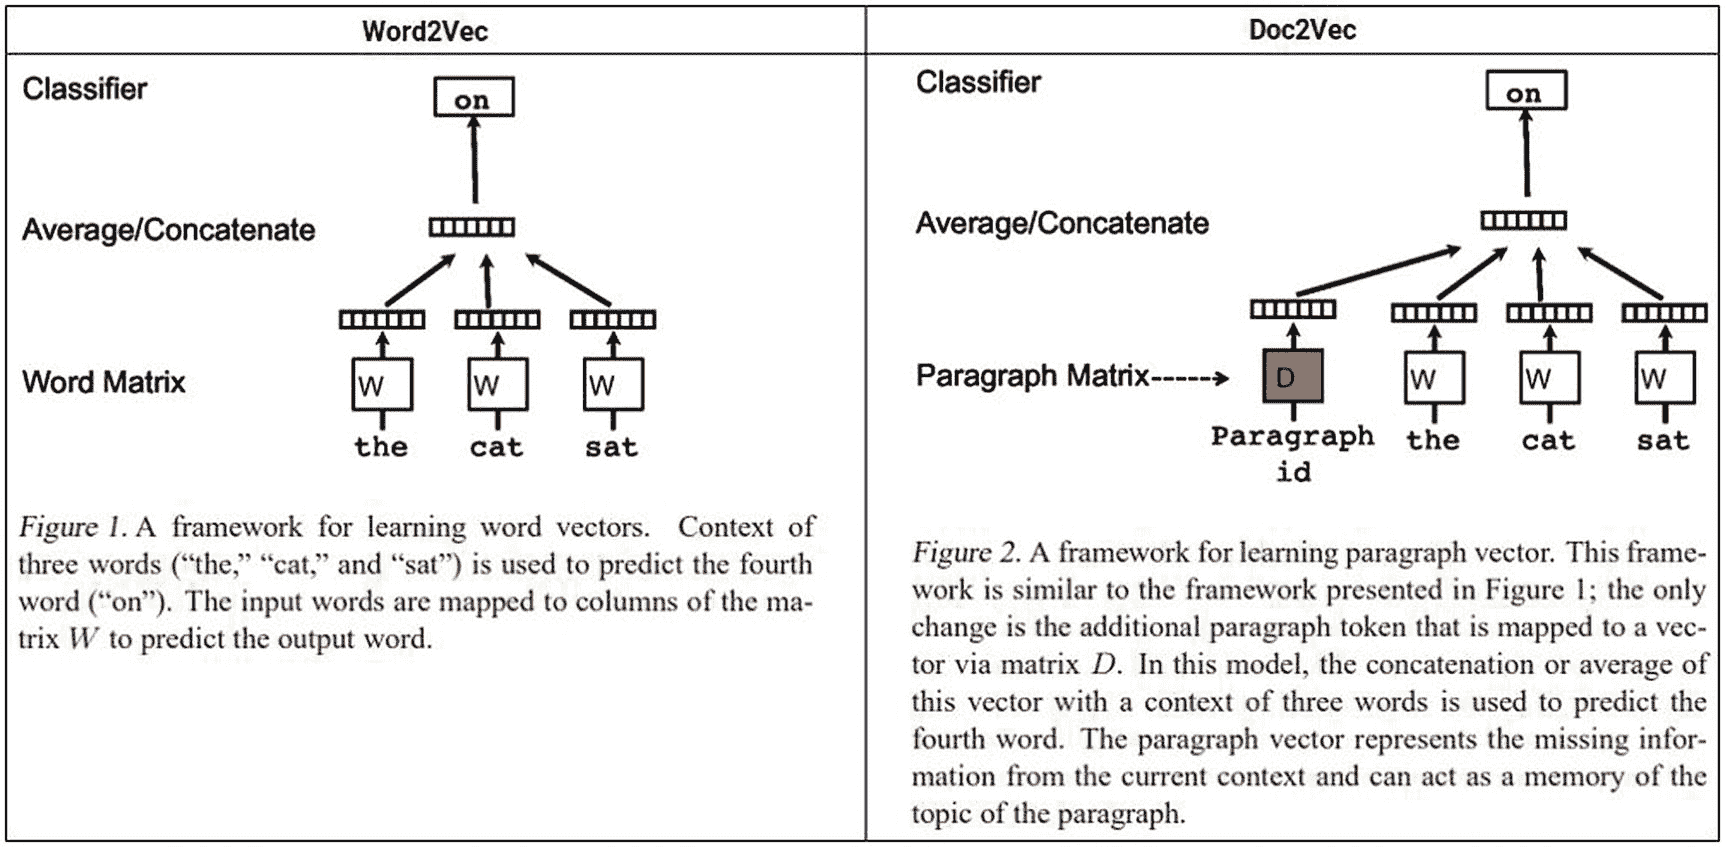 Word2Vec
Classifier
on
Average/Concatenate
Word Matrix
W W W
the cat sat
Figure 1. A framework for learning word vectors. Context of
three words (“the,” “cat,” and “sat”) is used to predict the fourth
word (“on”). The input words are mapped to columns of the ma-
trix W to predict the output word.
Doc2Vec
Classifier
on
Average/Concatenate
Paragraph Matrix
D W W W
Paragraph the cat sat
id
Figure 2. A framework for learning paragraph vector. This frame-
work is similar to the framework presented in Figure 1; the only
change is the additional paragraph token that is mapped to a vec-
tor via matrix D. In this model, the concatenation or average of
this vector with a context of three words is used to predict the
fourth word. The paragraph vector represents the missing infor-
mation from the current context and can act as a memory of the
topic of the paragraph.